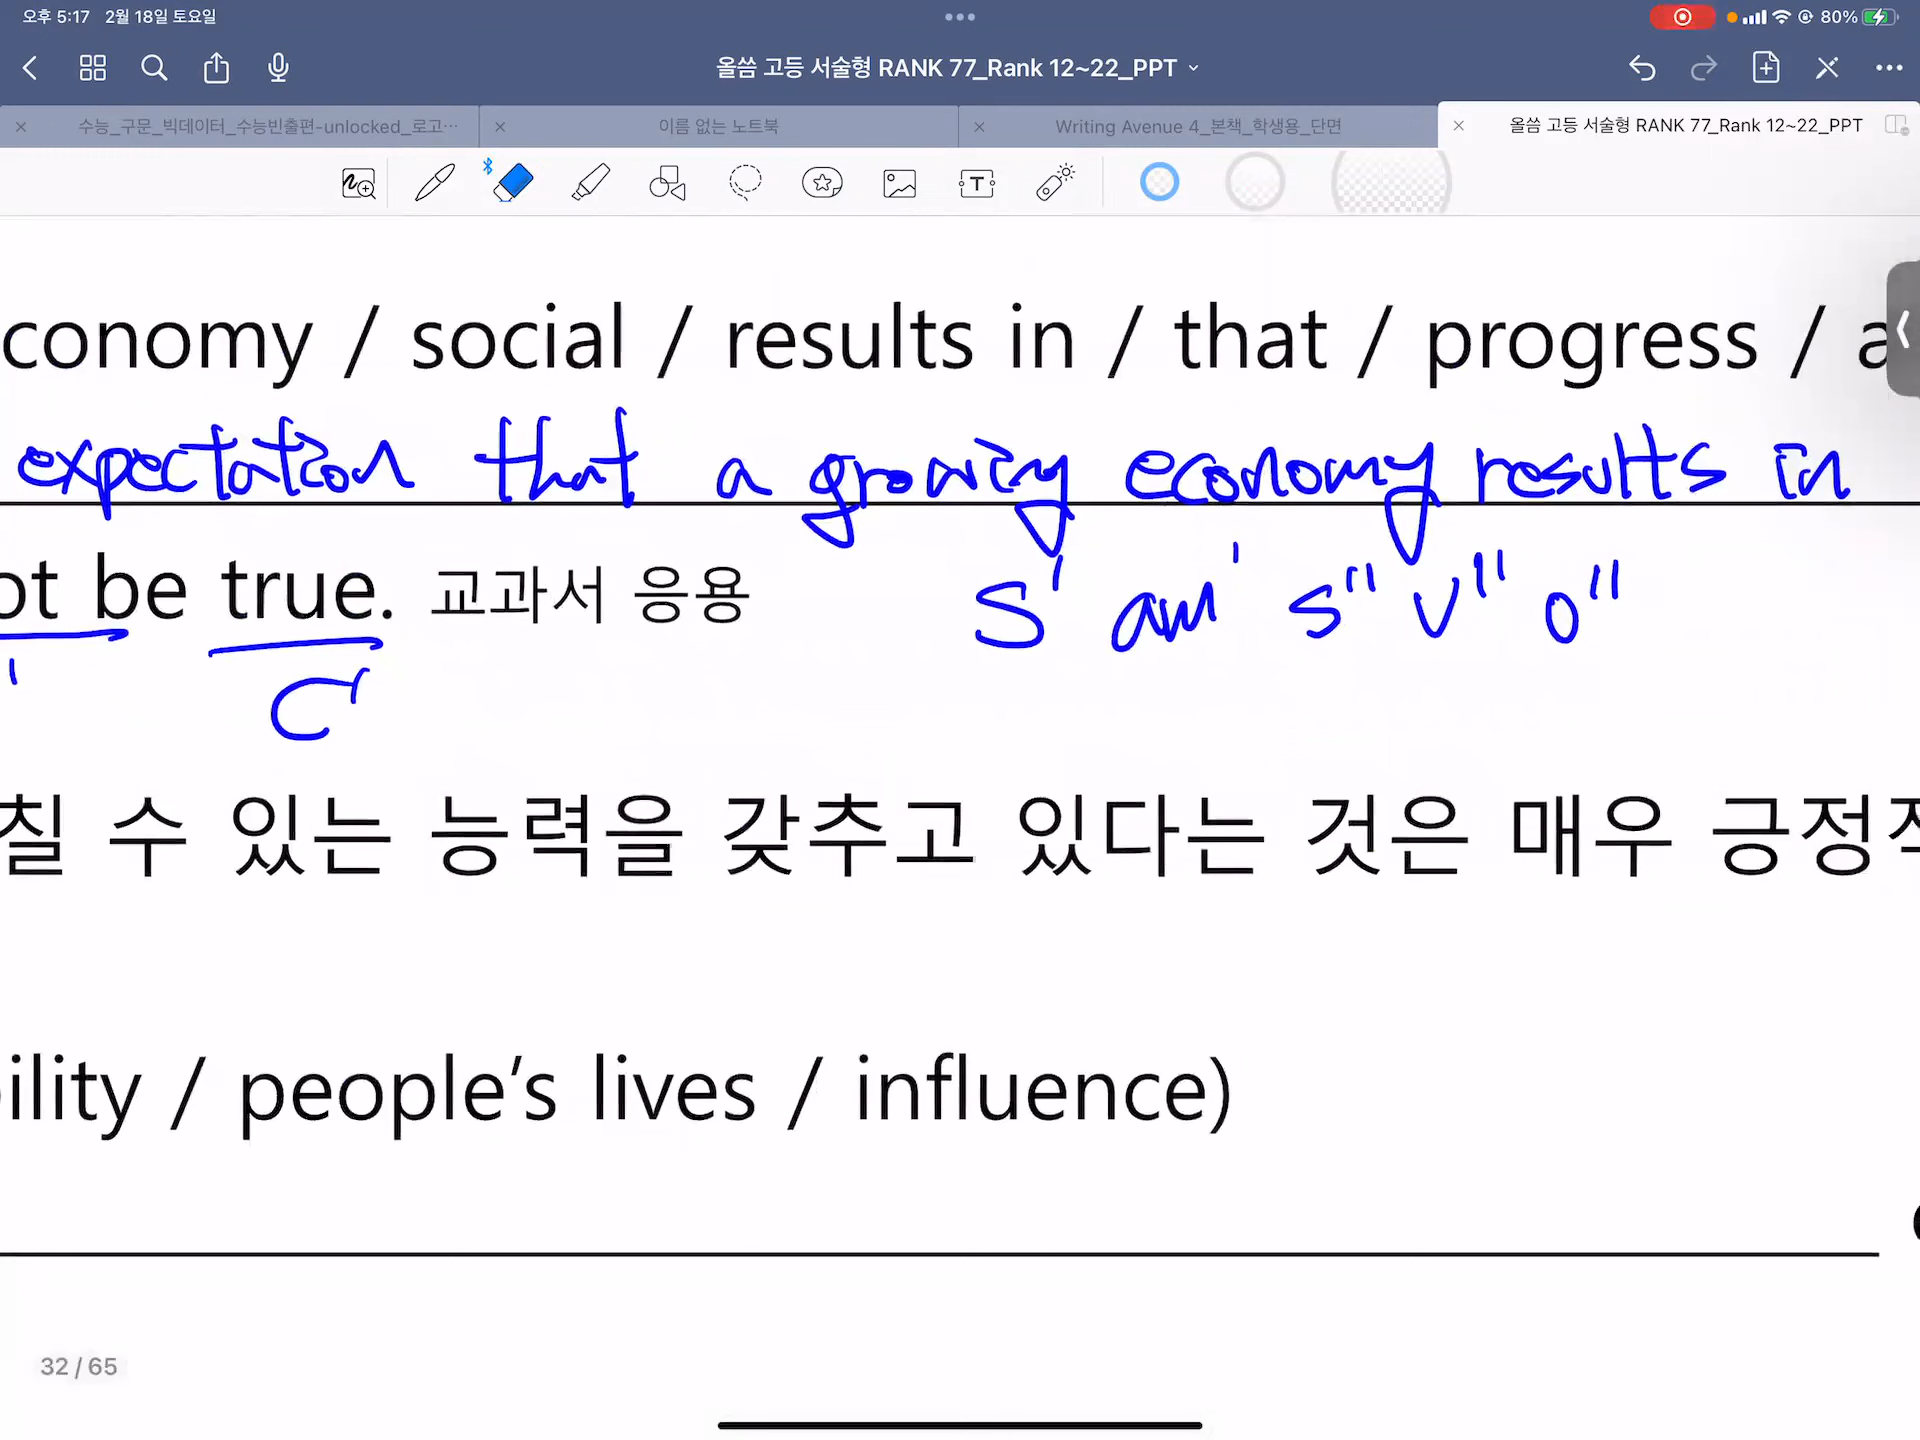 오후 5:17 2월 18일 토요일
80%
올씀 고등 서술형 RANK 77_Rank 12~22_PPT
수능_구문_빅데이터_수능빈출편-unlocked_로고…
이름 없는 노트북
Writing Avenue 4_본책_학생용_단면
올씀 고등 서술형 RANK 77_Rank 12~22_PPT
conomy / social / results in / that / progress / a
expectation that a growing economy results in
ot be true. 교과서 응용
S' S" V" O"
' C'
칠 수 있는 능력을 갖추고 있다는 것은 매우 긍정적
ility / people's lives / influence)
32 / 65